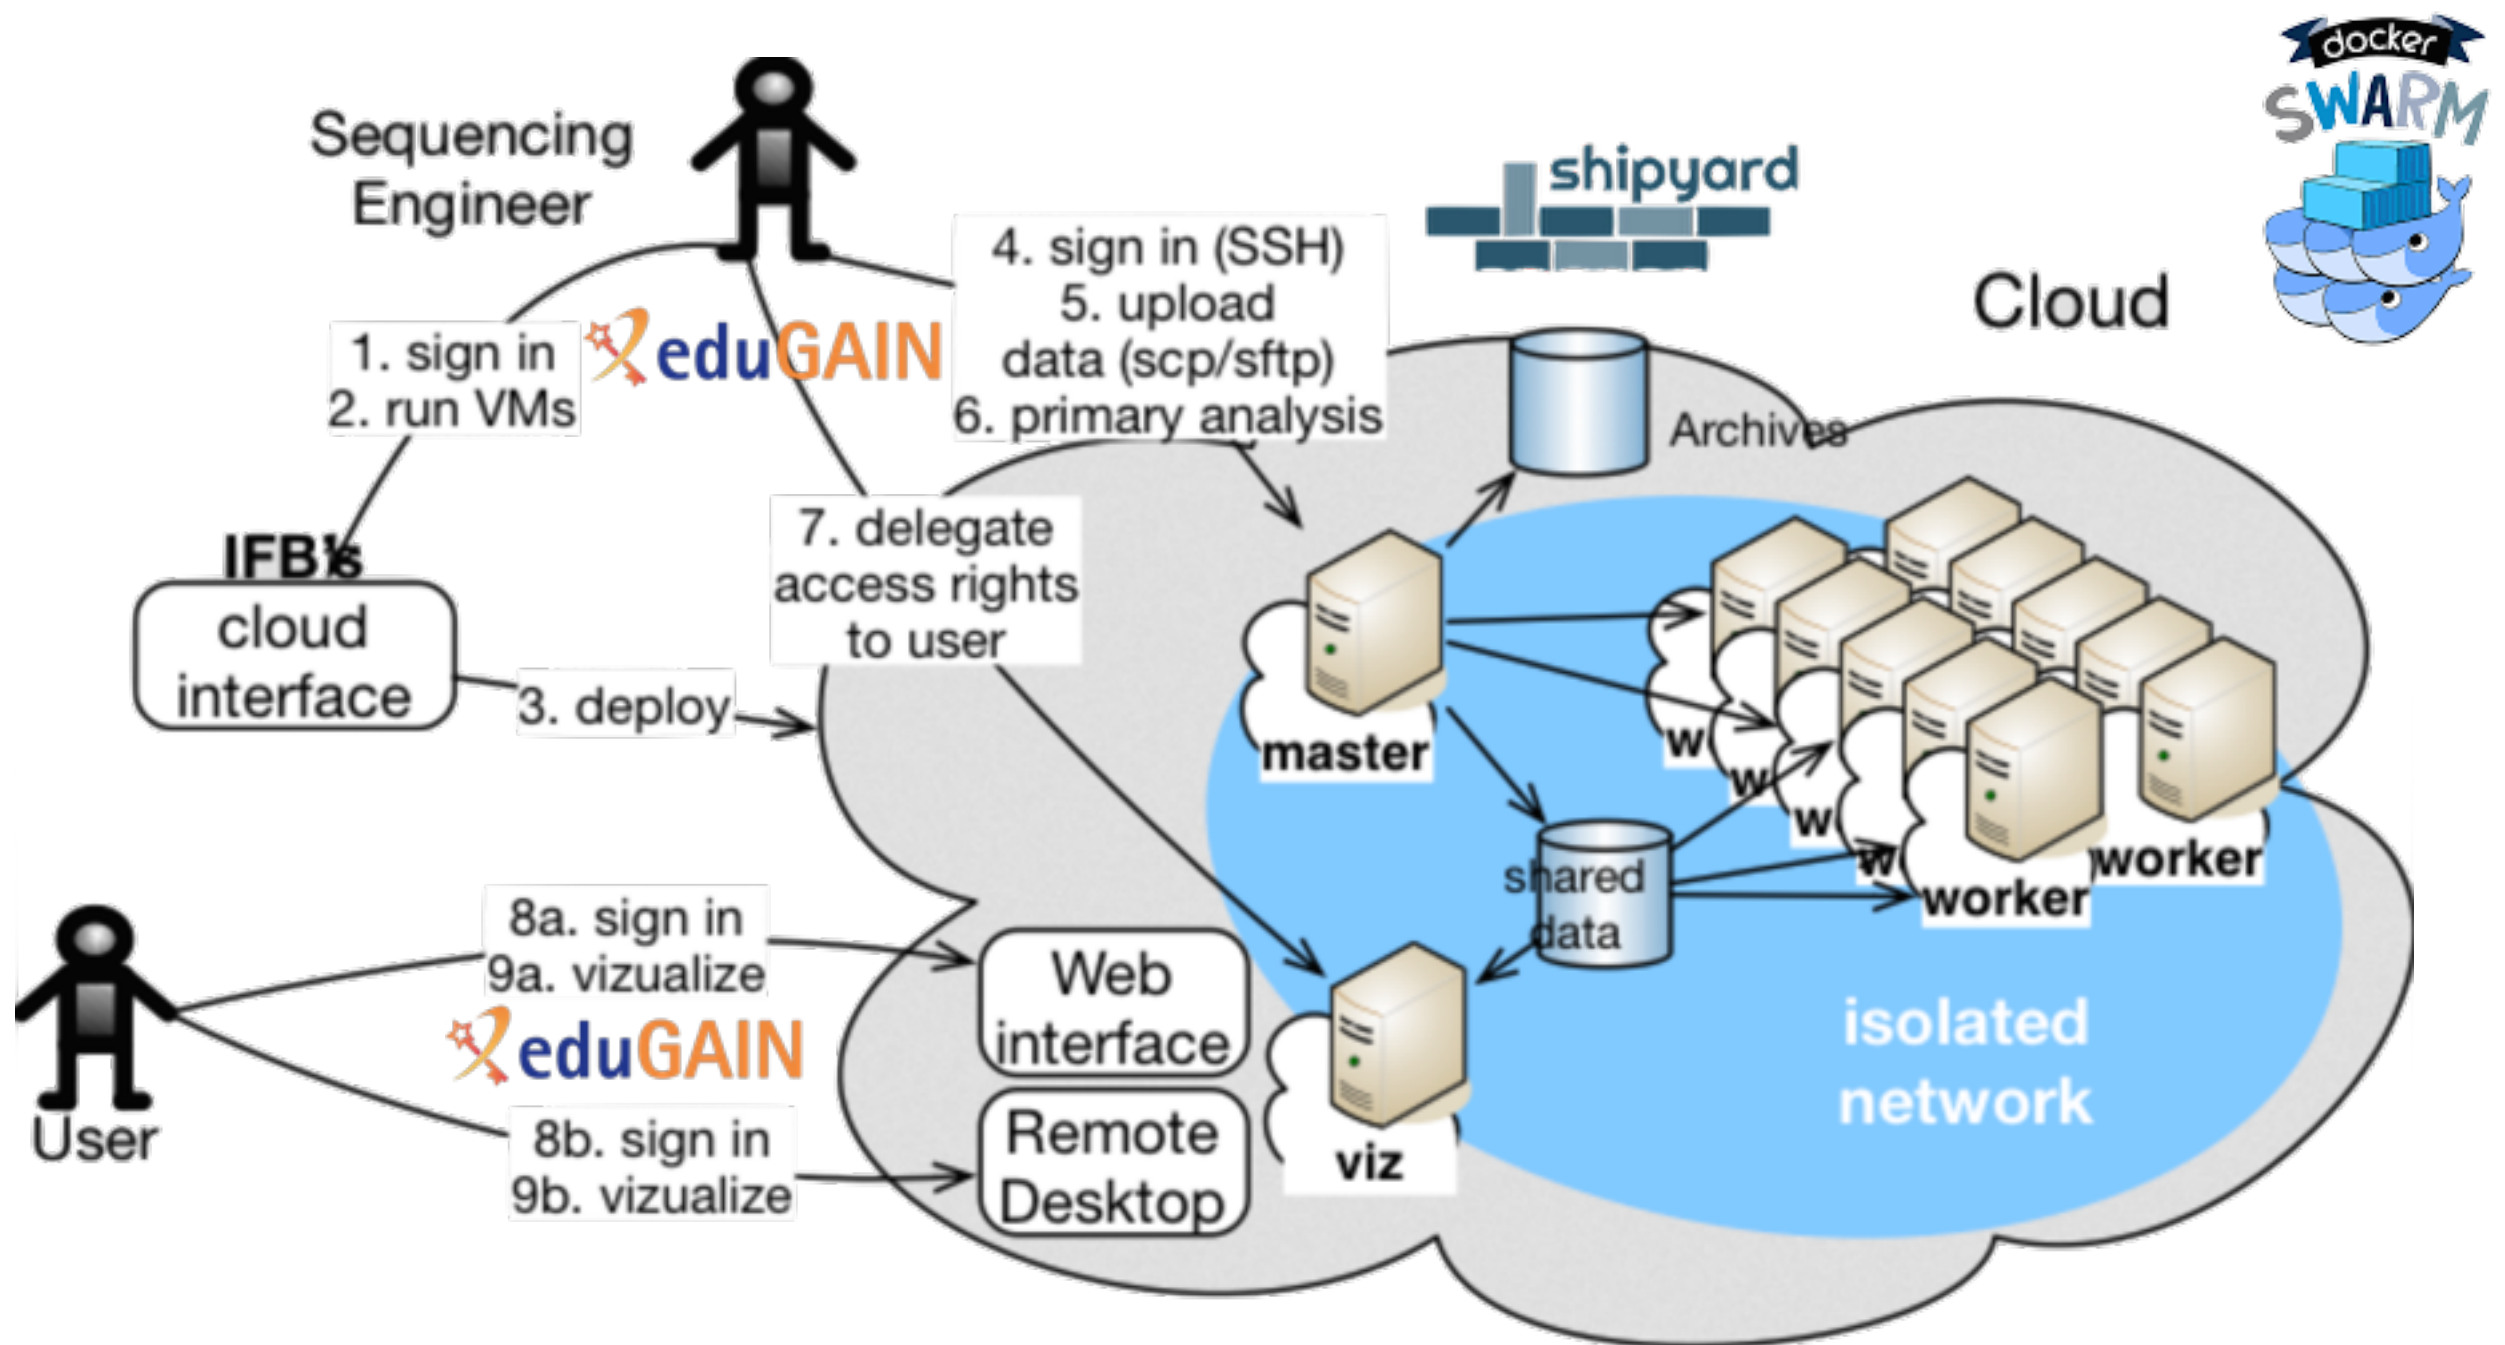 docker
SWARM
Sequencing
Engineer
shipyard
Cloud
4. sign in (SSH)
5. upload
data (scp/sftp)
6. primary analysis
1. sign in
2. run VMs
eduGAIN
Archives
IFB's
cloud
interface
7. delegate
access rights
to user
3. deploy
master
w
w
w
w
worker
worker
shared
data
8a. sign in
9a. vizualize
eduGAIN
8b. sign in
9b. vizualize
User
Web
interface
Remote
Desktop
viz
isolated
network